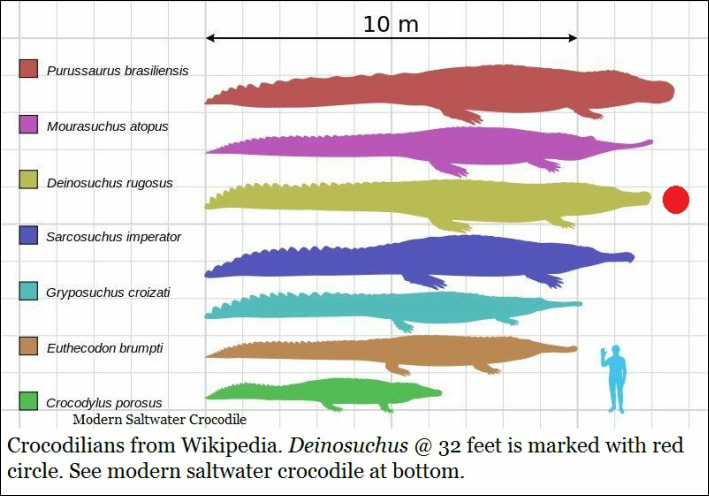 10 m
Purussaurus brasiliensis
Mourasuchus atopus
Deinosuchus rugosus
Sarcosuchus imperator
Gryposuchus croizati
Euthecodon brumpti
Crocodylus porosus
Modern Saltwater Crocodile
Crocodilians from Wikipedia. Deinosuchus @ 32 feet is marked with red
circle. See modern saltwater crocodile at bottom.